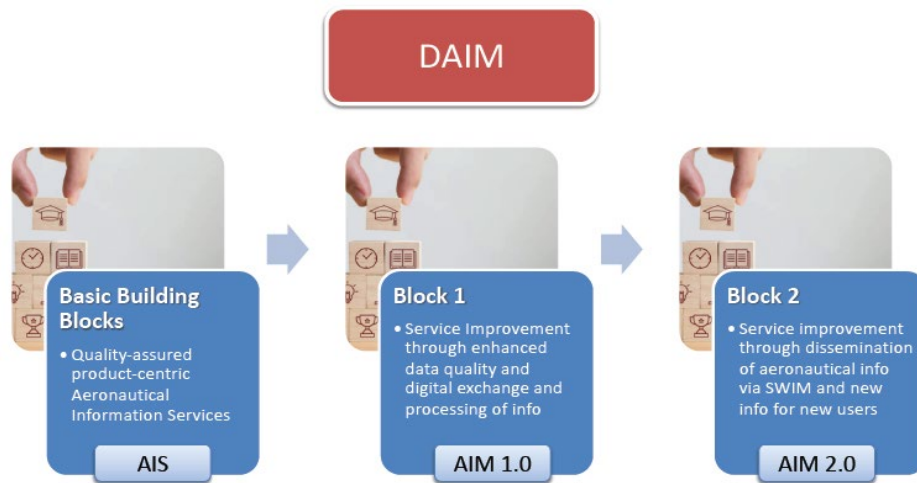 DAIM
Basic Building
Blocks
• Quality-assured
product-centric
Aeronautical
Information Services
AIS
Block 1
• Service Improvement
through enhanced
data quality and
digital exchange and
processing of info
AIM 1.0
Block 2
• Service improvement
through dissemination
of aeronautical info
via SWIM and new
info for new users
AIM 2.0